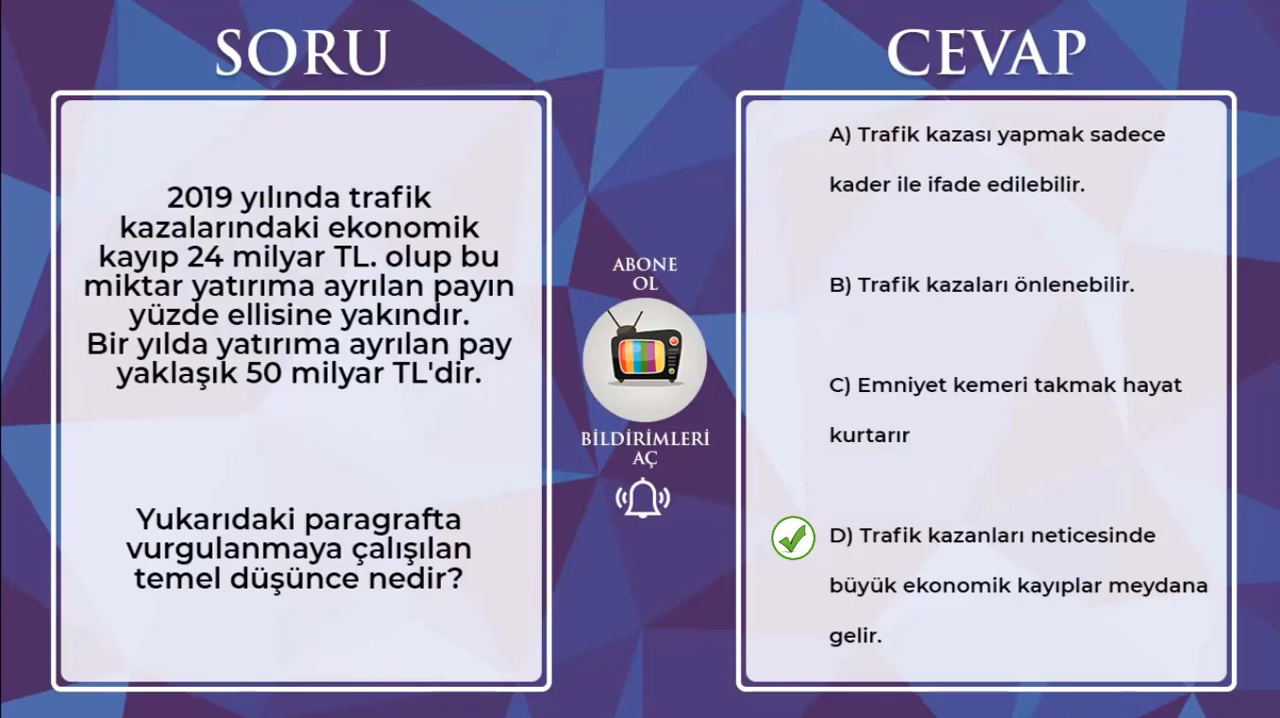 SORU
2019 yılında trafik
kazalarındaki ekonomik
kayıp 24 milyar TL. olup bu
miktar yatırıma ayrılan payın
yüzde ellisine yakındır.
Bir yılda yatırıma ayrılan pay
yaklaşık 50 milyar TL'dir.
Yukarıdaki paragrafta
vurgulanmaya çalışılan
temel düşünce nedir?
ABONE
OL
BİLDİRİMLERİ
AÇ
CEVAP
A) Trafik kazası yapmak sadece
kader ile ifade edilebilir.
B) Trafik kazaları önlenebilir.
C) Emniyet kemeri takmak hayat
kurtarır
D) Trafik kazanları neticesinde
büyük ekonomik kayıplar meydana
gelir.